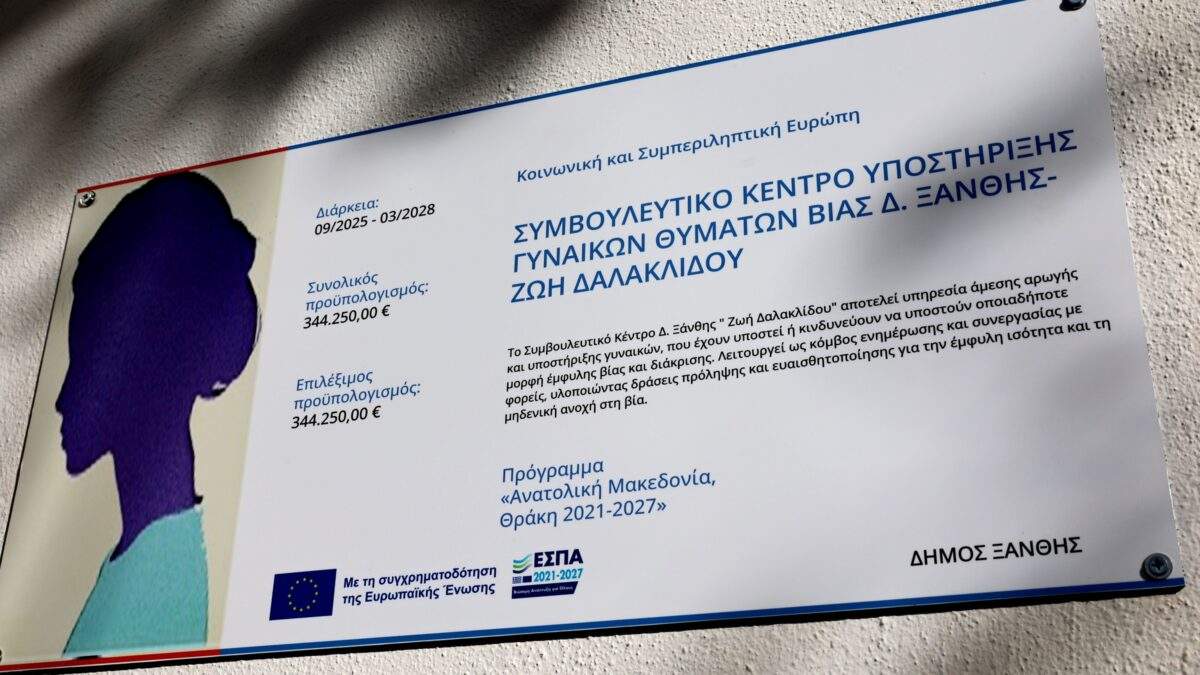 Κοινωνική και Συμπεριληπτική Ευρώπη
ΣΥΜΒΟΥΛΕΥΤΙΚΟ ΚΕΝΤΡΟ ΥΠΟΣΤΗΡΙΞΗΣ
ΓΥΝΑΙΚΩΝ ΘΥΜΑΤΩΝ ΒΙΑΣ Δ. ΞΑΝΘΗΣ-
ΖΩΗ ΔΑΛΑΚΛΙΔΟΥ
Διάρκεια:
09/2025 - 03/2028
Συνολικός
προϋπολογισμός:
344.250,00 €
Επιλέξιμος
προϋπολογισμός:
344.250,00 €
Το Συμβουλευτικό Κέντρο Δ. Ξάνθης " Ζωή Δαλακλίδου" αποτελεί υπηρεσία άμεσης αρωγής
και υποστήριξης γυναικών, που έχουν υποστεί ή κινδυνεύουν να υποστούν οποιαδήποτε
μορφή έμφυλης βίας και διάκρισης. Λειτουργεί ως κόμβος ενημέρωσης και συνεργασίας με
φορείς, υλοποιώντας δράσεις πρόληψης και ευαισθητοποίησης για την έμφυλη ισότητα και τη
μηδενική ανοχή στη βία.
Πρόγραμμα
«Ανατολική Μακεδονία,
Θράκη 2021-2027»
Με τη συγχρηματοδότηση
της Ευρωπαϊκής Ένωσης
ΕΣΠΑ
2021-2027
Βιώσιμη Ανάπτυξη για Όλους
ΔΗΜΟΣ ΞΑΝΘΗΣ